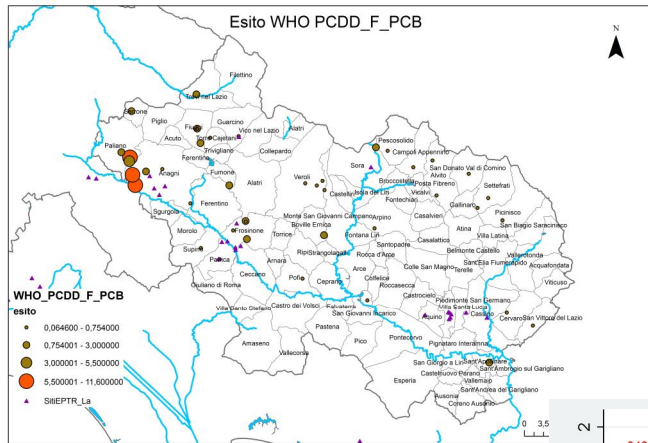 Esito WHO PCDD_F_PCB
N
Filettino
Trevi nel Lazio
Serrone
Piglio
Fiuggi
Guarcino
Vico nel Lazio
Alatri
Acuto
Torre Cajetani
Trivigliano
Collepardo
Paliano
Ferentino
Fumone
Anagni
Alatri
Veroli
Sora
Pescosolido
Campoli Appennino
San Donato Val di Comino
Alvito
Broccostella
Posta Fibreno
Vicalvi
Settefrati
Isola del Liri
Castelliri
Fontechiari
Gallinaro
Picinisco
Sgurgola
Ferentino
Monte San Giovanni Campano
Arpino
Casalvieri
San Biagio Saracinisco
Morolo
Frosinone
Boville Ernica
Atina
Villa Latina
Supino
Torrice
Fontana Liri
Santopadre
Casalattico
Belmonte Castello
Vallerotonda
Patrica
Ripi
Strangolagalli
Rocca d'Arce
Arnara
Arce
Colle San Magno
Terelle
Sant'Elia Fiumerapido
Acquafondata
Ceccano
Pofi
Ceprano
Colfelice
Roccasecca
Viticuso
Giuliano di Roma
Castrocielo
Piedimonte San Germano
Villa Santa Lucia
Villa Santo Stefano
Castro dei Volsci
Falvaterra
San Giovanni Incarico
Aquino
Cassino
Cervaro
San Vittore del Lazio
Pastena
Pontecorvo
Pignataro Interamna
Amaseno
Pico
Vallecorsa
San Giorgio a Liri
Sant'Apollinare
Sant'Ambrogio sul Garigliano
Esperia
Castelnuovo Parano
Vallemaio
Sant'Andrea del Garigliano
Ausonia
Coreno Ausonio
WHO_PCDD_F_PCB
esito
0,064600 - 0,754000
0,754001 - 3,000000
3,000001 - 5,500000
5,500001 - 11,600000
SitiEPTR_La
0 3,5
2